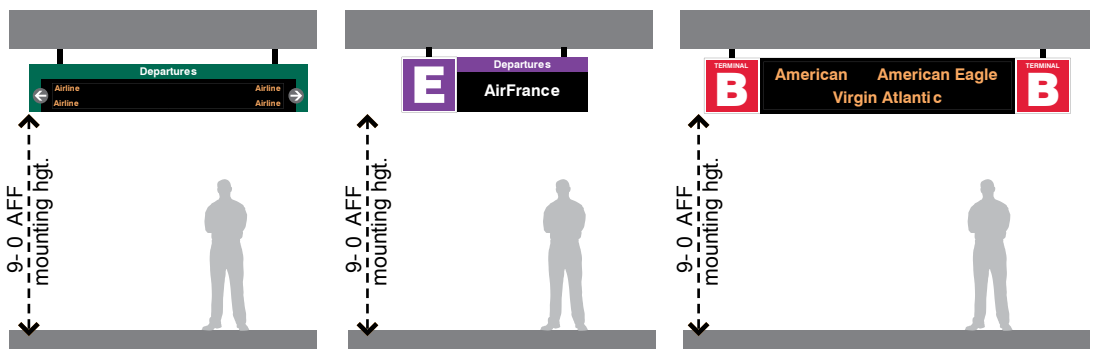 Departures
Airline Airline
Airline Airline
9- 0 AFF
mounting hgt.
E
Departures
AirFrance
9- 0 AFF
mounting hgt.
TERMINAL
B
American American Eagle
Virgin Atlantic
TERMINAL
B
9- 0 AFF
mounting hgt.